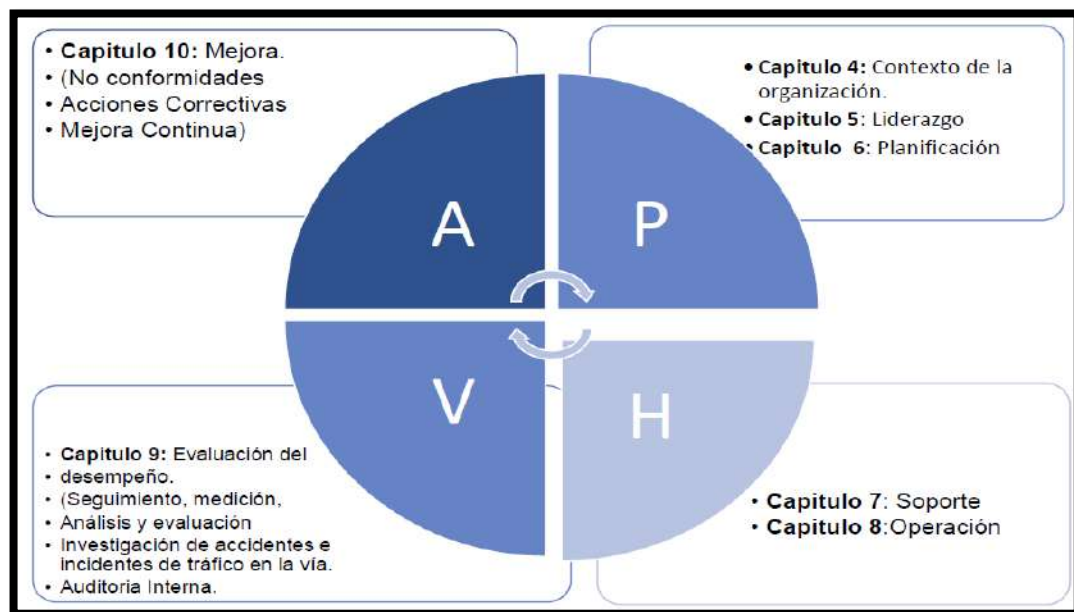 • Capitulo 10: Mejora.
• (No conformidades
• Acciones Correctivas
• Mejora Continua)
• Capitulo 4: Contexto de la
organización.
• Capitulo 5: Liderazgo
• Capitulo 6: Planificación
A
P
V
H
• Capitulo 9: Evaluación del
• desempeño.
• (Seguimiento, medición,
• Análisis y evaluación
• Investigación de accidentes e
incidentes de tráfico en la vía.
• Auditoria Interna.
• Capitulo 7: Soporte
• Capitulo 8:Operación